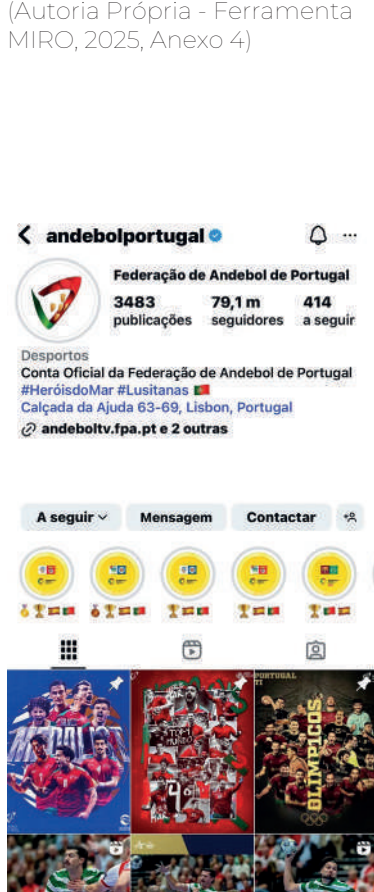 (Autoria Própria - Ferramenta
MIRO, 2025, Anexo 4)
andebolportugal
Federação de Andebol de Portugal
3483 79,1 m 414
publicações seguidores a seguir
Desportos
Conta Oficial da Federação de Andebol de Portugal
#HeróisdoMar #Lusitanas
Calçada da Ajuda 63-69, Lisbon, Portugal
andeboltv.fpa.pt e 2 outras
A seguir Mensagem Contactar
PORTUGAL
OLÍMPICOS